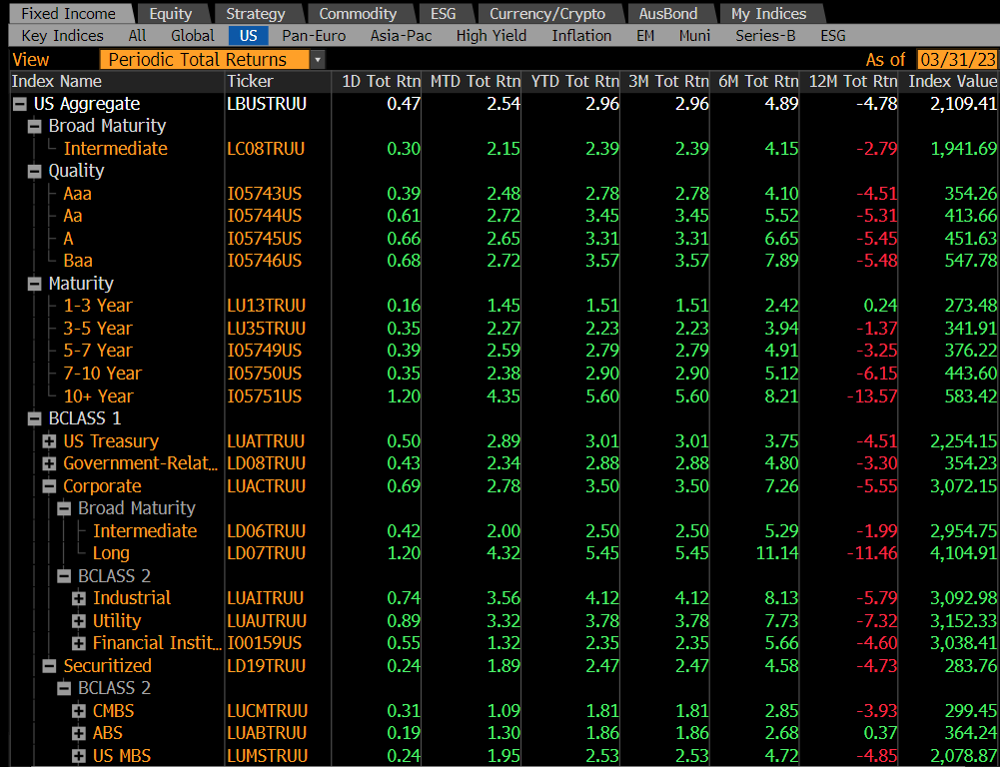 Fixed Income Equity Strategy Commodity ESG Currency/Crypto AusBond My Indices
Key Indices All Global US Pan-Euro Asia-Pac High Yield Inflation EM Muni Series-B ESG
View Periodic Total Returns As of 03/31/23
Index Name Ticker 1D Tot Rtn MTD Tot Rtn YTD Tot Rtn 3M Tot Rtn 6M Tot Rtn 12M Tot Rtn Index Value
US Aggregate LBUSTRUU 0.47 2.54 2.96 2.96 4.89 -4.78 2,109.41
Broad Maturity
Intermediate LC08TRUU 0.30 2.15 2.39 2.39 4.15 -2.79 1,941.69
Quality
Aaa I05743US 0.39 2.48 2.78 2.78 4.10 -4.51 354.26
Aa I05744US 0.61 2.72 3.45 3.45 5.52 -5.31 413.66
A I05745US 0.66 2.65 3.31 3.31 6.65 -5.45 451.63
Baa I05746US 0.68 2.72 3.57 3.57 7.89 -5.48 547.78
Maturity
1-3 Year LU13TRUU 0.16 1.45 1.51 1.51 2.42 0.24 273.48
3-5 Year LU35TRUU 0.35 2.27 2.23 2.23 3.94 -1.37 341.91
5-7 Year I05749US 0.39 2.59 2.79 2.79 4.91 -3.25 376.22
7-10 Year I05750US 0.35 2.38 2.90 2.90 5.12 -6.15 443.60
10+ Year I05751US 1.20 4.35 5.60 5.60 8.21 -13.57 583.42
BCLASS 1
US Treasury LUATTRUU 0.50 2.89 3.01 3.01 3.75 -4.51 2,254.15
Government-Relat... LD08TRUU 0.43 2.34 2.88 2.88 4.80 -3.30 354.23
Corporate LUACTRUU 0.69 2.78 3.50 3.50 7.26 -5.55 3,072.15
Broad Maturity
Intermediate LD06TRUU 0.42 2.00 2.50 2.50 5.29 -1.99 2,954.75
Long LD07TRUU 1.20 4.32 5.45 5.45 11.14 -11.46 4,104.91
BCLASS 2
Industrial LUAITRUU 0.74 3.56 4.12 4.12 8.13 -5.79 3,092.98
Utility LUAUTRUU 0.89 3.32 3.78 3.78 7.73 -7.32 3,152.33
Financial Instit... I00159US 0.55 1.32 2.35 2.35 5.66 -4.60 3,038.41
Securitized LD19TRUU 0.24 1.89 2.47 2.47 4.58 -4.73 283.76
BCLASS 2
CMBS LUCMTRUU 0.31 1.09 1.81 1.81 2.85 -3.93 299.45
ABS LUABTRUU 0.19 1.30 1.86 1.86 2.68 0.37 364.24
US MBS LUMSTRUU 0.24 1.95 2.53 2.53 4.72 -4.85 2,078.87